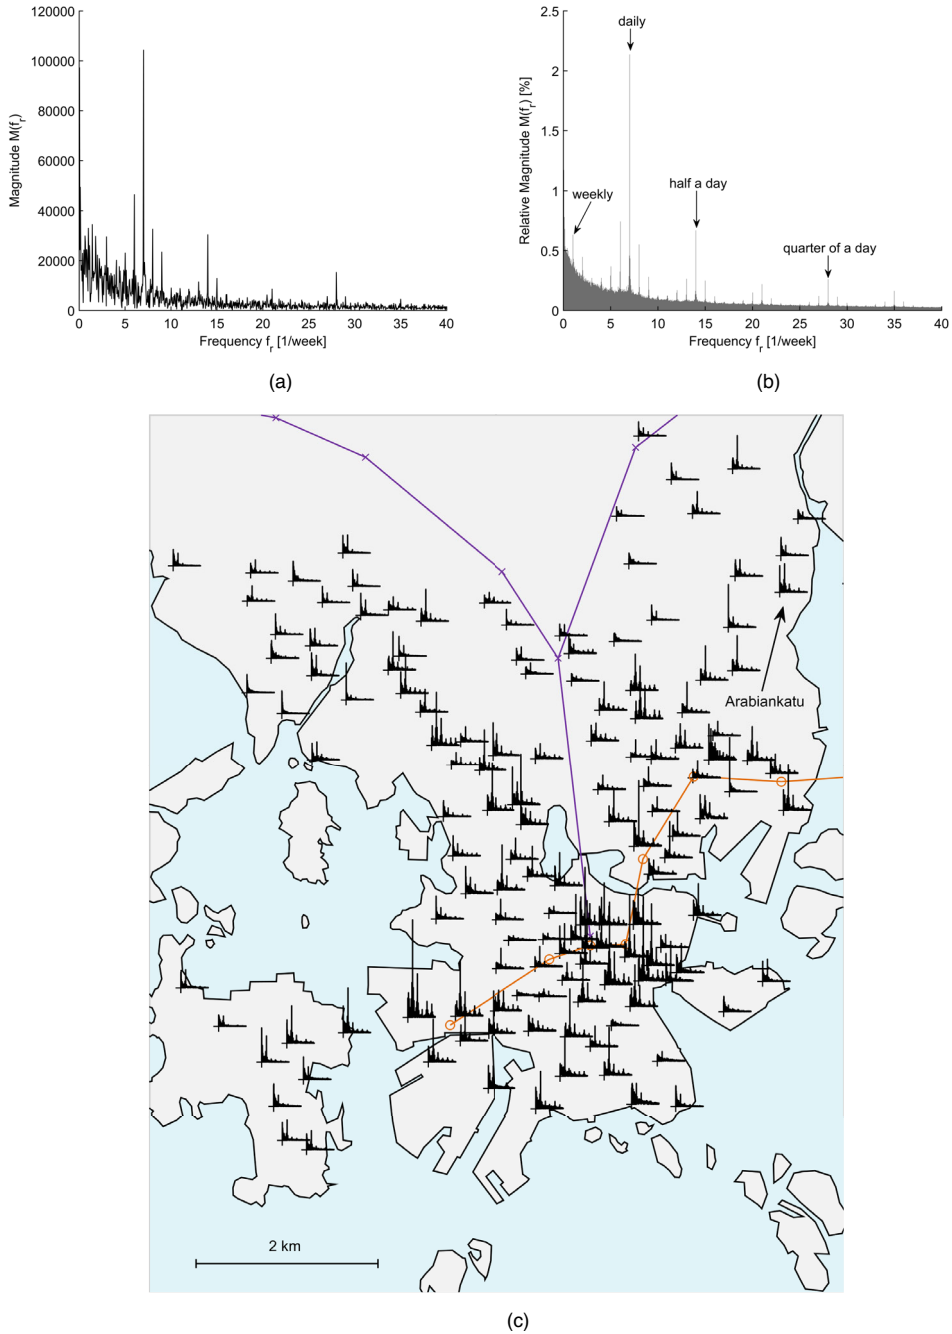 120000
100000
80000
60000
40000
20000
0
Magnitude M(f_r)
0 5 10 15 20 25 30 35 40
Frequency f_r [1/week]
(a)
2.5
2
1.5
1
0.5
0
Relative Magnitude M(f_r) [%]
daily
weekly
half a day
quarter of a day
0 5 10 15 20 25 30 35 40
Frequency f_r [1/week]
(b)
Arabiankatu
2 km
(c)